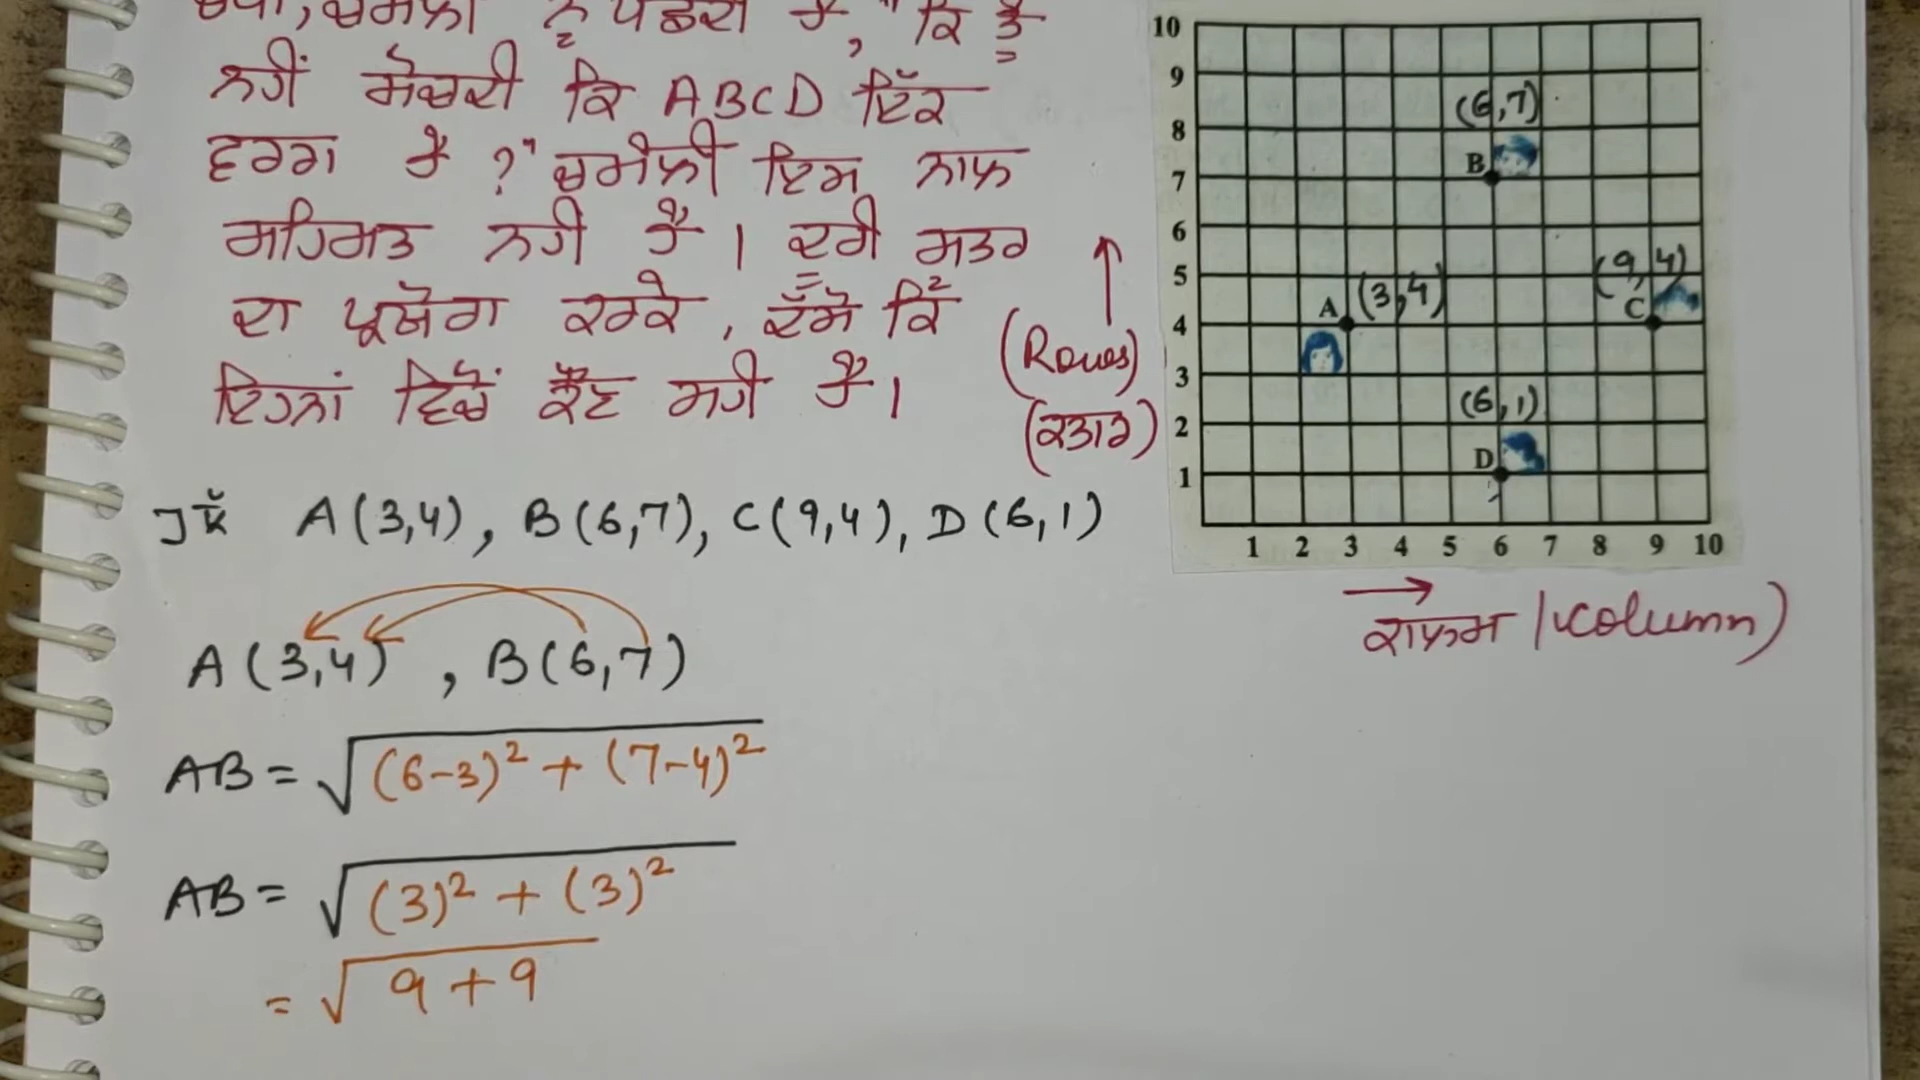 ਨਹੀਂ ਸੋਚਦੀ ਕਿ ABCD ਇੱਕ
ਵਰਗ ਹੈ ?" ਚਮੇਲੀ ਇਸ ਨਾਲ
ਸਹਿਮਤ ਨਹੀਂ ਹੈ । ਦੂਰੀ ਸੂਤਰ
ਦਾ ਪ੍ਰਯੋਗ ਕਰਕੇ , ਦੱਸੋ ਕਿ
ਇਹਨਾਂ ਵਿੱਚੋਂ ਕੌਣ ਸਹੀ ਹੈ ।
(Rows)
(ਕਤਾਰ)
ਹੱਲ A(3,4), B(6,7), C(9,4), D(6,1)
A(3,4) , B(6,7)
AB = √(6-3)² + (7-4)²
AB = √(3)² + (3)²
= √9+9
10
9
(6,7)
8
B
7
6
5
(9,4)
A (3,4)
C
4
3
(6,1)
2
D
1
1 2 3 4 5 6 7 8 9 10
→
ਕਾਲਮ (column)